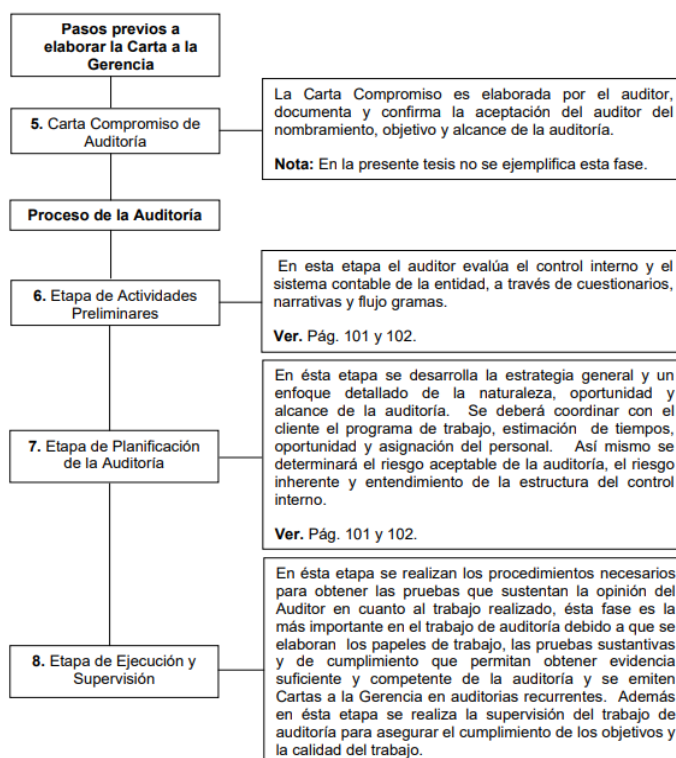 Pasos previos a
elaborar la Carta a la
Gerencia
5. Carta Compromiso de
Auditoría
La Carta Compromiso es elaborada por el auditor,
documenta y confirma la aceptación del auditor del
nombramiento, objetivo y alcance de la auditoría.
Nota: En la presente tesis no se ejemplifica esta fase.
Proceso de la Auditoría
6. Etapa de Actividades
Preliminares
En esta etapa el auditor evalúa el control interno y el
sistema contable de la entidad, a través de cuestionarios,
narrativas y flujo gramas.
Ver. Pág. 101 y 102.
7. Etapa de Planificación
de la Auditoría
En ésta etapa se desarrolla la estrategia general y un
enfoque detallado de la naturaleza, oportunidad y
alcance de la auditoría. Se deberá coordinar con el
cliente el programa de trabajo, estimación de tiempos,
oportunidad y asignación del personal. Así mismo se
determinará el riesgo aceptable de la auditoría, el riesgo
inherente y entendimiento de la estructura del control
interno.
Ver. Pág. 101 y 102.
8. Etapa de Ejecución y
Supervisión
En ésta etapa se realizan los procedimientos necesarios
para obtener las pruebas que sustentan la opinión del
Auditor en cuanto al trabajo realizado, ésta fase es la
más importante en el trabajo de auditoría debido a que se
elaboran los papeles de trabajo, las pruebas sustantivas
y de cumplimiento que permitan obtener evidencia
suficiente y competente de la auditoría y se emiten
Cartas a la Gerencia en auditorias recurrentes. Además
en ésta etapa se realiza la supervisión del trabajo de
auditoría para asegurar el cumplimiento de los objetivos y
la calidad del trabajo.